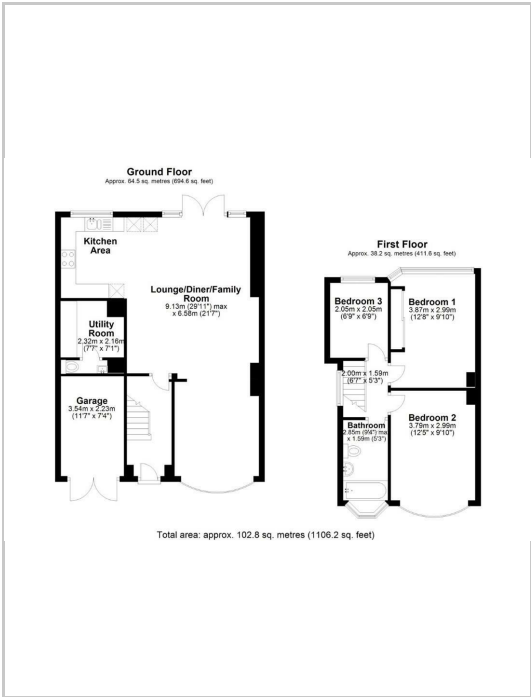 Ground Floor
Approx. 64.5 sq. metres (694.6 sq. feet)
Kitchen
Area
Lounge/Diner/Family
Room
9.13m (29'11") max
x 6.58m (21'7")
Utility
Room
2.32m x 2.16m
(7'7" x 7'1")
Garage
3.54m x 2.23m
(11'7" x 7'4")
First Floor
Approx. 38.2 sq. metres (411.6 sq. feet)
Bedroom 3
2.05m x 2.05m
(6'9" x 6'9")
Bedroom 1
3.87m x 2.99m
(12'8" x 9'10")
2.00m x 1.59m
(6'7" x 5'3")
Bedroom 2
3.79m x 2.99m
(12'5" x 9'10")
Bathroom
2.85m (9'4") ma
x 1.59m (5'3")
Total area: approx. 102.8 sq. metres (1106.2 sq. feet)